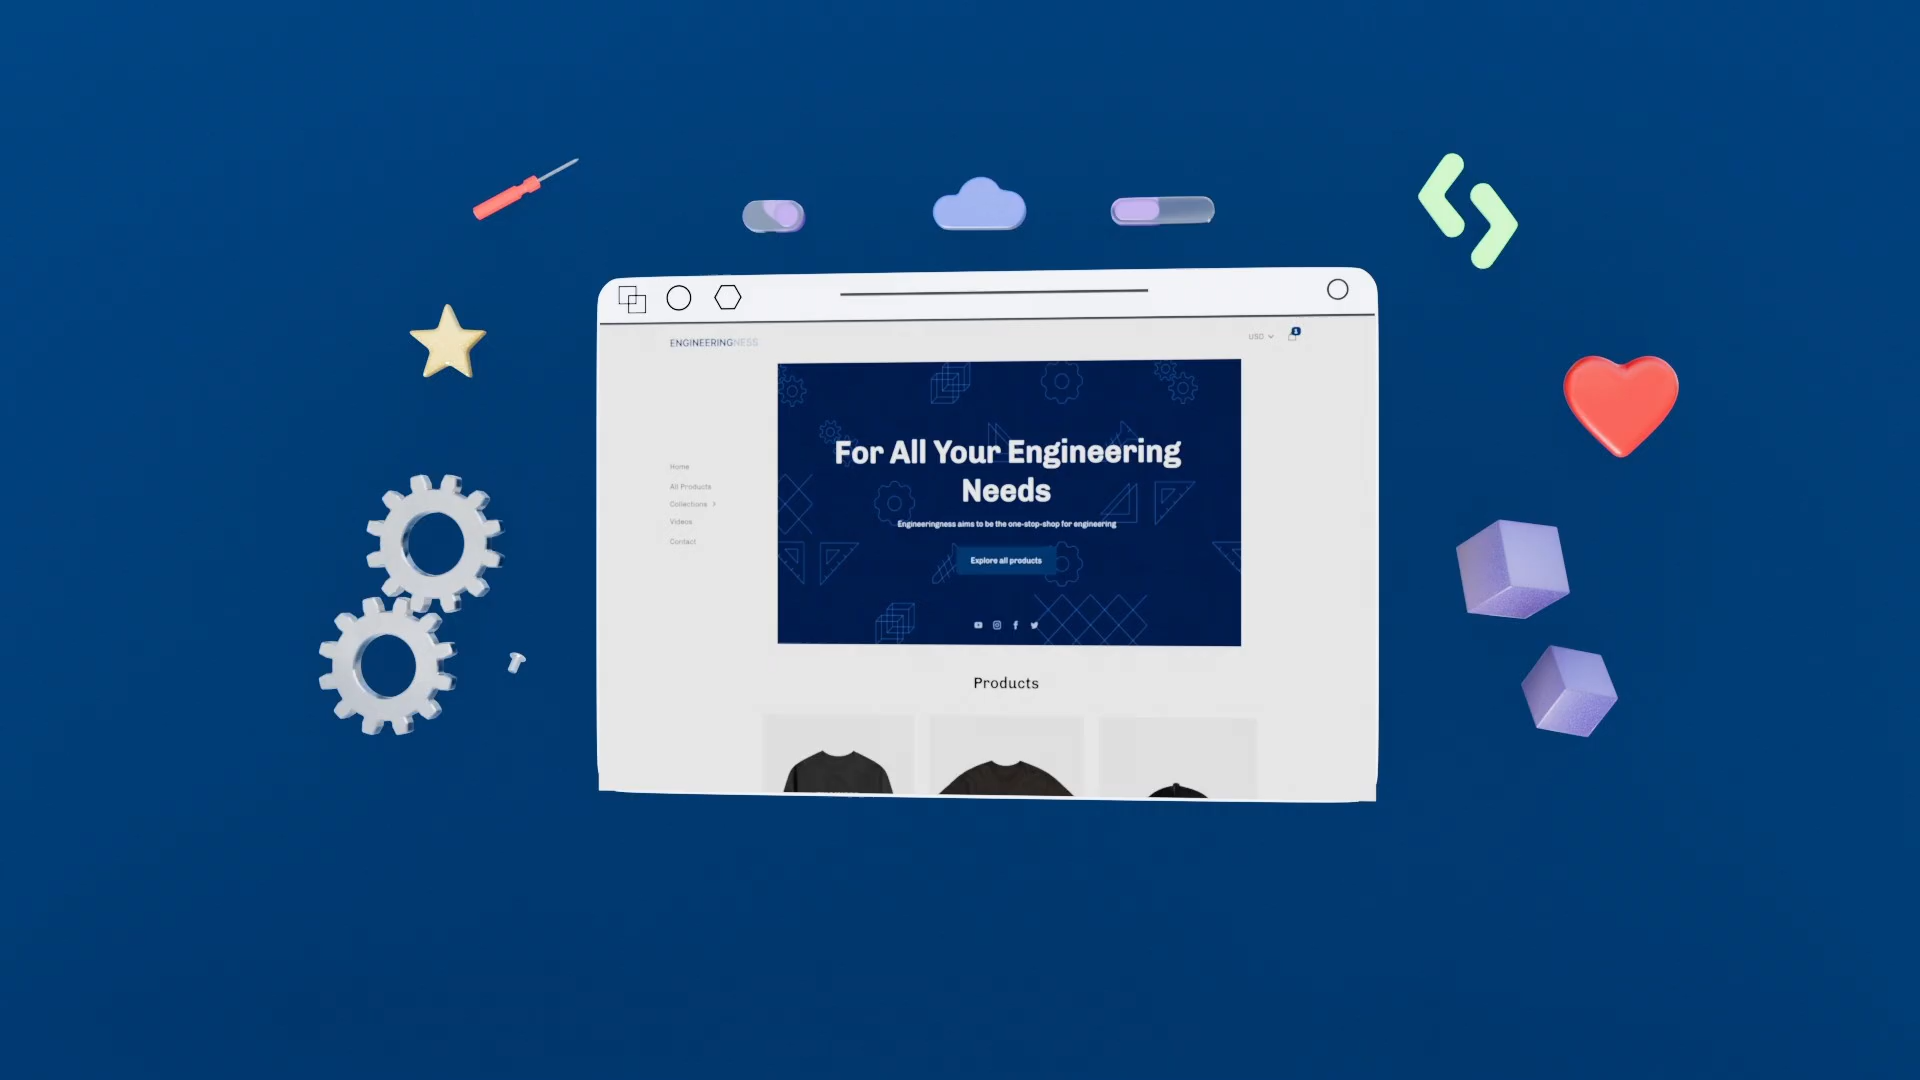 ENGINEERINGNESS
USD
1
Home
All Products
Collections
Videos
Contact
For All Your Engineering
Needs
Engineeringness aims to be the one-stop-shop for engineering
Explore all products
Products